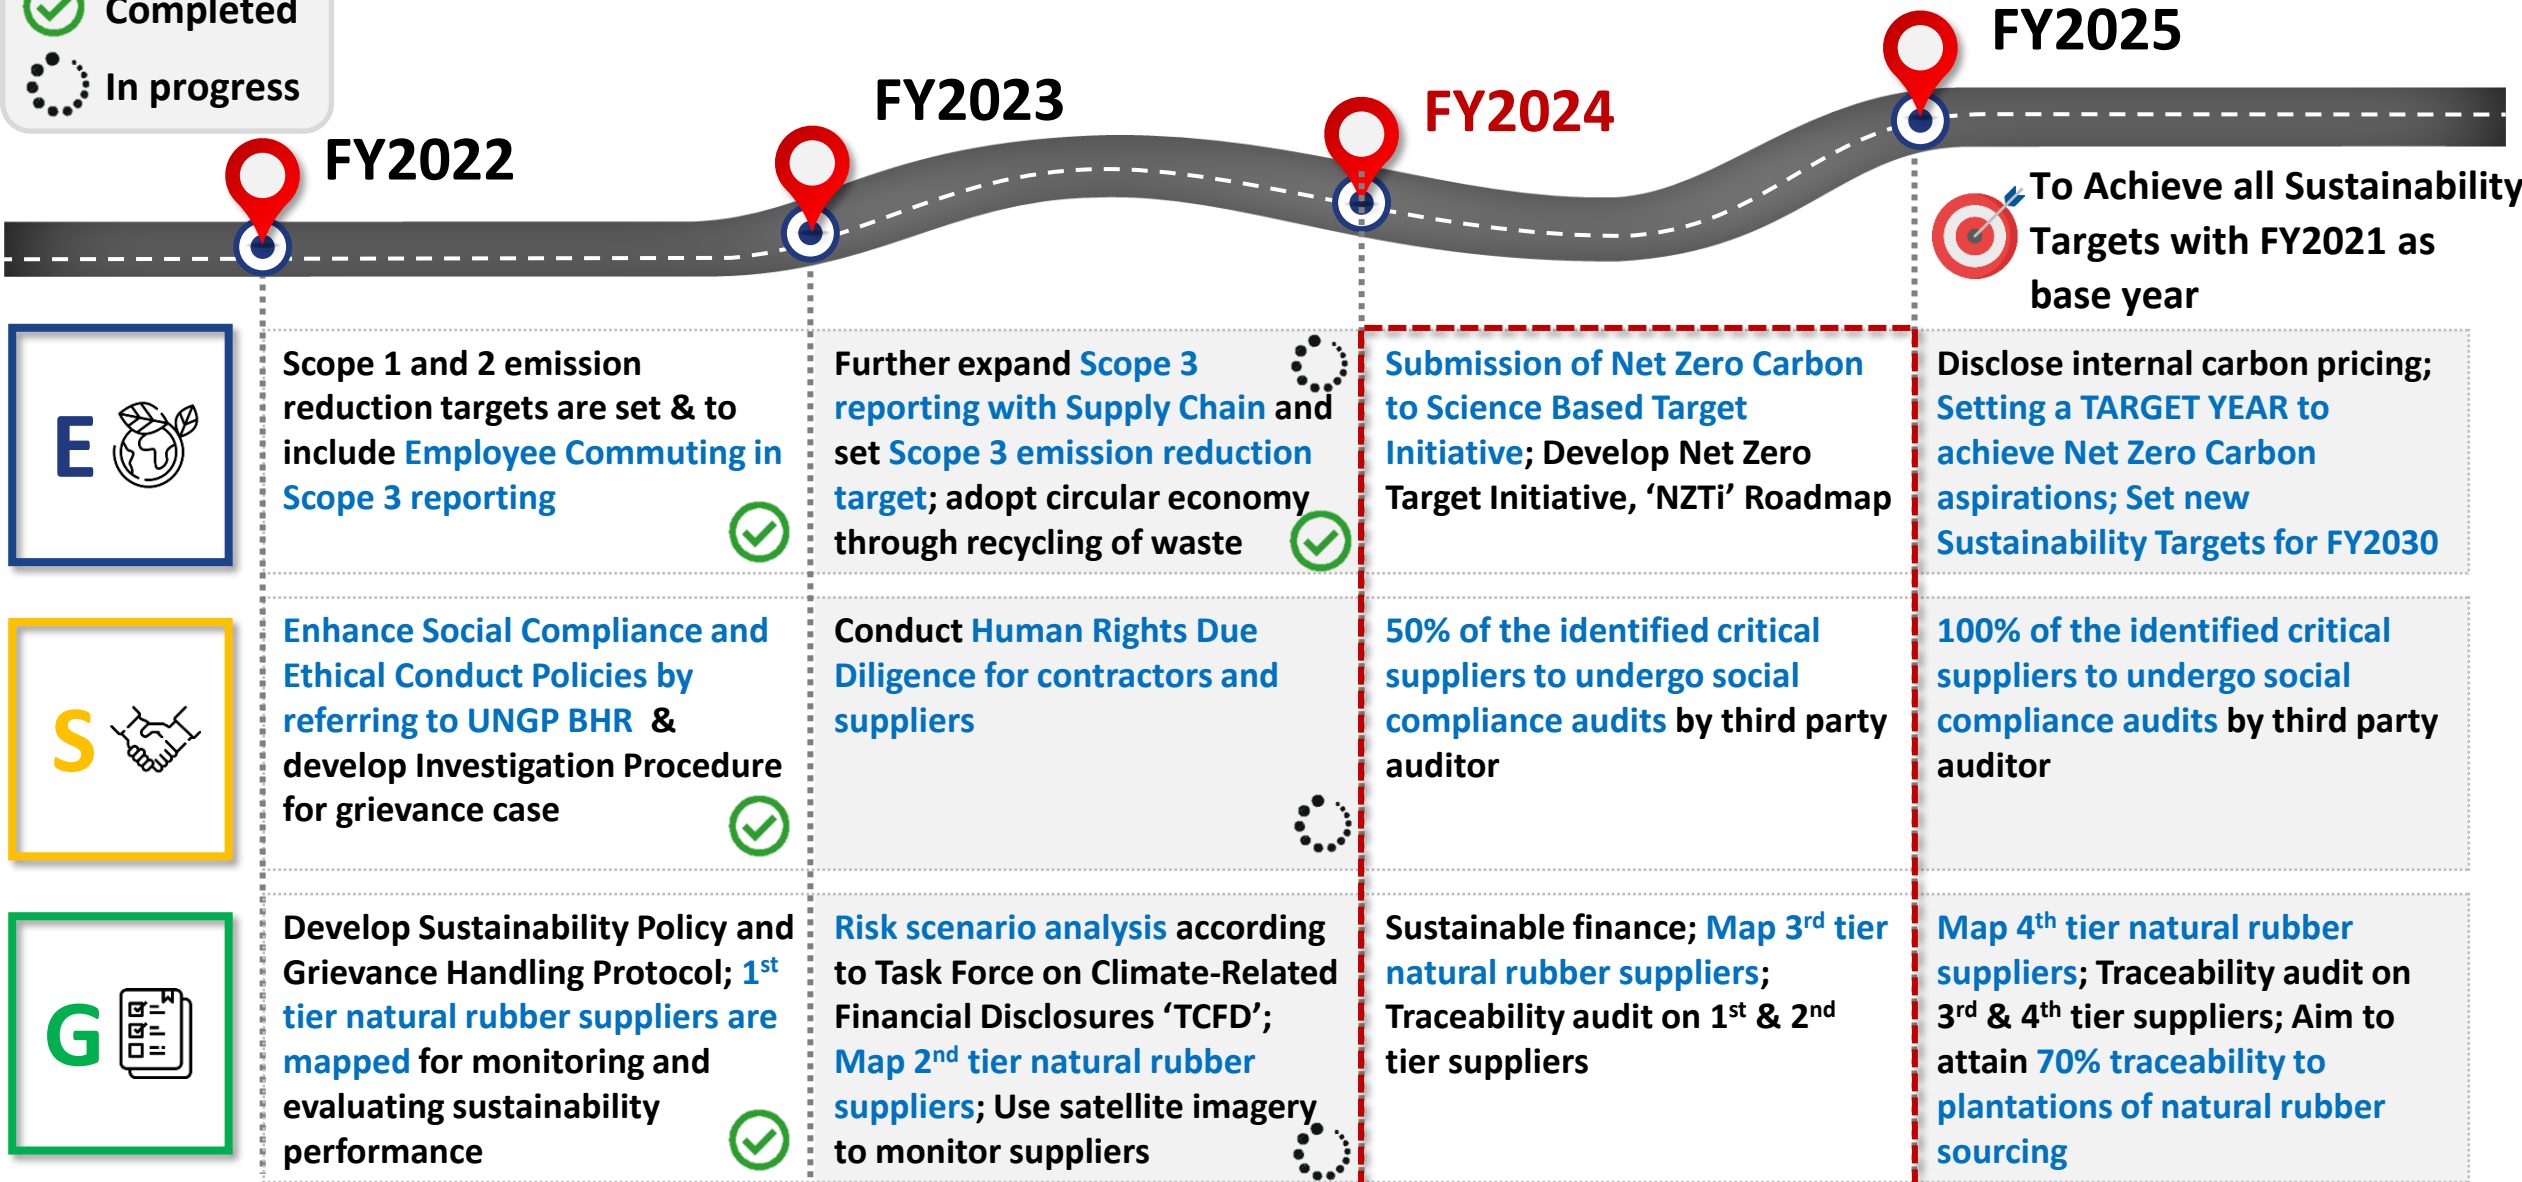 Completed
In progress
FY2022
FY2023
FY2024
FY2025
To Achieve all Sustainability
Targets with FY2021 as
base year
E
Scope 1 and 2 emission
reduction targets are set & to
include Employee Commuting in
Scope 3 reporting
Further expand Scope 3
reporting with Supply Chain and
set Scope 3 emission reduction
target; adopt circular economy
through recycling of waste
Submission of Net Zero Carbon
to Science Based Target
Initiative; Develop Net Zero
Target Initiative, ‘NZTi’ Roadmap
Disclose internal carbon pricing;
Setting a TARGET YEAR to
achieve Net Zero Carbon
aspirations; Set new
Sustainability Targets for FY2030
S
Enhance Social Compliance and
Ethical Conduct Policies by
referring to UNGP BHR &
develop Investigation Procedure
for grievance case
Conduct Human Rights Due
Diligence for contractors and
suppliers
50% of the identified critical
suppliers to undergo social
compliance audits by third party
auditor
100% of the identified critical
suppliers to undergo social
compliance audits by third party
auditor
G
Develop Sustainability Policy and
Grievance Handling Protocol; 1st
tier natural rubber suppliers are
mapped for monitoring and
evaluating sustainability
performance
Risk scenario analysis according
to Task Force on Climate-Related
Financial Disclosures ‘TCFD’;
Map 2nd tier natural rubber
suppliers; Use satellite imagery
to monitor suppliers
Sustainable finance; Map 3rd tier
natural rubber suppliers;
Traceability audit on 1st & 2nd
tier suppliers
Map 4th tier natural rubber
suppliers; Traceability audit on
3rd & 4th tier suppliers; Aim to
attain 70% traceability to
plantations of natural rubber
sourcing